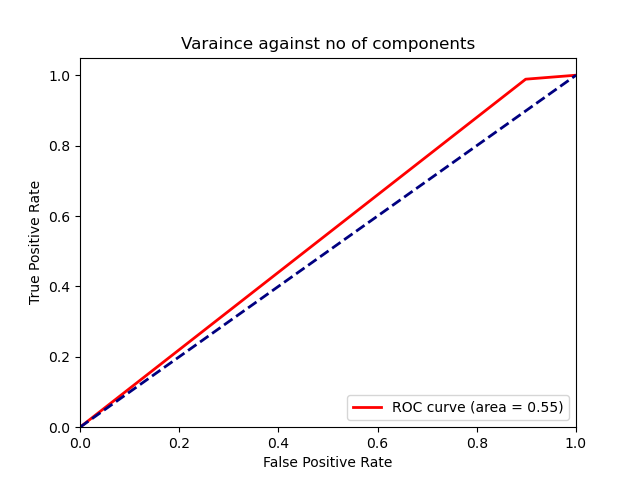 Varaince against no of components
1.0
0.8
0.6
0.4
0.2
0.0
True Positive Rate
ROC curve (area = 0.55)
0.0 0.2 0.4 0.6 0.8 1.0
False Positive Rate